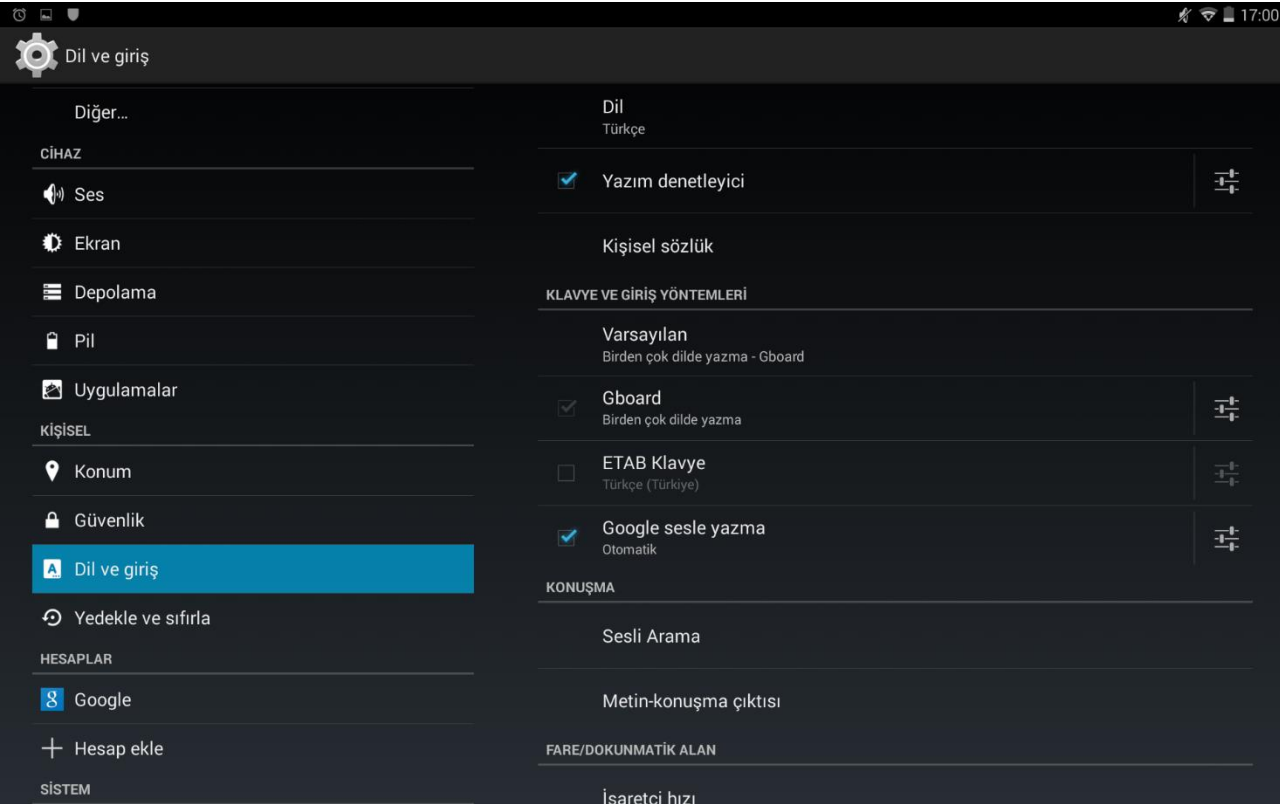 17:00
Dil ve giriş
Diğer...
CİHAZ
Ses
Ekran
Depolama
Pil
Uygulamalar
KİŞİSEL
Konum
Güvenlik
Dil ve giriş
Yedekle ve sıfırla
HESAPLAR
Google
Hesap ekle
SİSTEM
Dil
Türkçe
Yazım denetleyici
Kişisel sözlük
KLAVYE VE GİRİŞ YÖNTEMLERİ
Varsayılan
Birden çok dilde yazma - Gboard
Gboard
Birden çok dilde yazma
ETAB Klavye
Türkçe (Türkiye)
Google sesle yazma
Otomatik
KONUŞMA
Sesli Arama
Metin-konuşma çıktısı
FARE/DOKUNMATİK ALAN
İşaretçi hızı